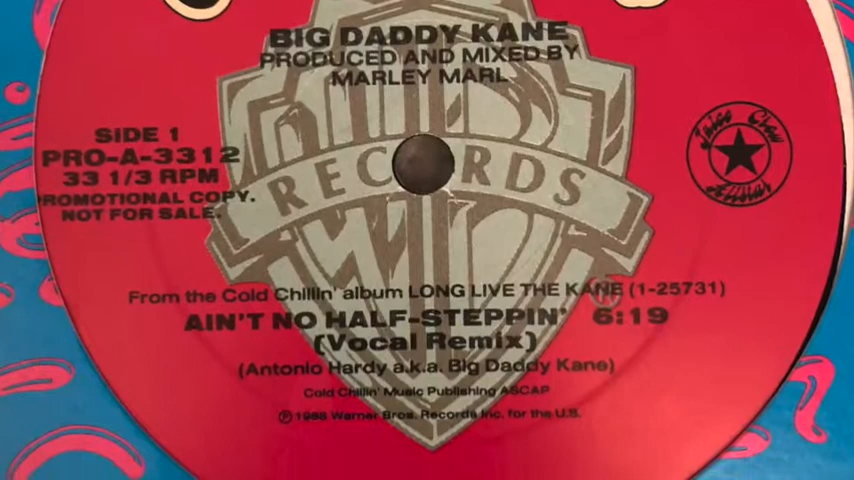 BIG DADDY KANE
PRODUCED AND MIXED BY
MARLEY MARL
SIDE 1
PRO-A-3312
33 1/3 RPM
PROMOTIONAL COPY.
NOT FOR SALE.
RECORDS
Juice Crew
Allstar
From the Cold Chillin' album LONG LIVE THE KANE (1-25731)
AIN'T NO HALF-STEPPIN' 6:19
(Vocal Remix)
(Antonio Hardy a.k.a. Big Daddy Kane)
Cold Chillin' Music Publishing ASCAP
℗ 1988 Warner Bros. Records Inc. for the U.S.